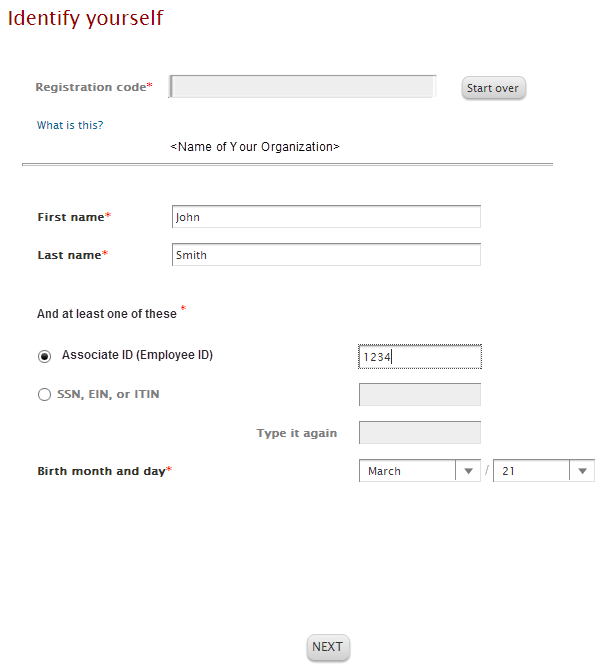 Identify yourself
Registration code*
Start over
What is this?
<Name of Your Organization>
First name* John
Last name* Smith
And at least one of these *
Associate ID (Employee ID) 1234
SSN, EIN, or ITIN
Type it again
Birth month and day* March / 21
NEXT